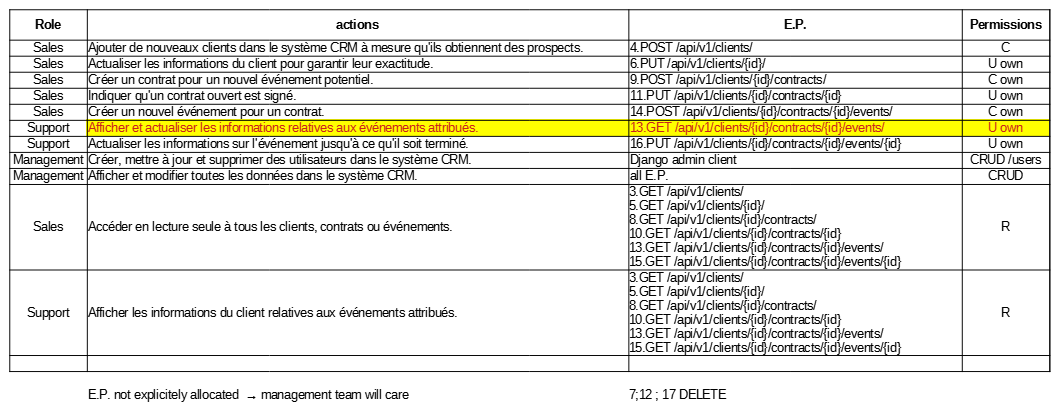 Role actions E.P. Permissions
Sales Ajouter de nouveaux clients dans le système CRM à mesure qu'ils obtiennent des prospects. 4.POST /api/v1/clients/ C
Sales Actualiser les informations du client pour garantir leur exactitude. 6.PUT /api/v1/clients/{id}/ U own
Sales Créer un contrat pour un nouvel événement potentiel. 9.POST /api/v1/clients/{id}/contracts/ C own
Sales Indiquer qu'un contrat ouvert est signé. 11.PUT /api/v1/clients/{id}/contracts/{id} U own
Sales Créer un nouvel événement pour un contrat. 14.POST /api/v1/clients/{id}/contracts/{id}/events/ C own
Support Afficher et actualiser les informations relatives aux événements attribués. 13.GET /api/v1/clients/{id}/contracts/{id}/events/ U own
Support Actualiser les informations sur l'événement jusqu'à ce qu'il soit terminé. 16.PUT /api/v1/clients/{id}/contracts/{id}/events/{id} U own
Management Créer, mettre à jour et supprimer des utilisateurs dans le système CRM. Django admin client CRUD /users
Management Afficher et modifier toutes les données dans le système CRM. all E.P. CRUD
3.GET /api/v1/clients/
5.GET /api/v1/clients/{id}/
8.GET /api/v1/clients/{id}/contracts/
Sales Accéder en lecture seule à tous les clients, contrats ou événements. 10.GET /api/v1/clients/{id}/contracts/{id} R
13.GET /api/v1/clients/{id}/contracts/{id}/events/
15.GET /api/v1/clients/{id}/contracts/{id}/events/{id}
3.GET /api/v1/clients/
5.GET /api/v1/clients/{id}/
8.GET /api/v1/clients/{id}/contracts/
Support Afficher les informations du client relatives aux événements attribués. 10.GET /api/v1/clients/{id}/contracts/{id} R
13.GET /api/v1/clients/{id}/contracts/{id}/events/
15.GET /api/v1/clients/{id}/contracts/{id}/events/{id}
E.P. not explicitely allocated → management team will care 7;12 ; 17 DELETE